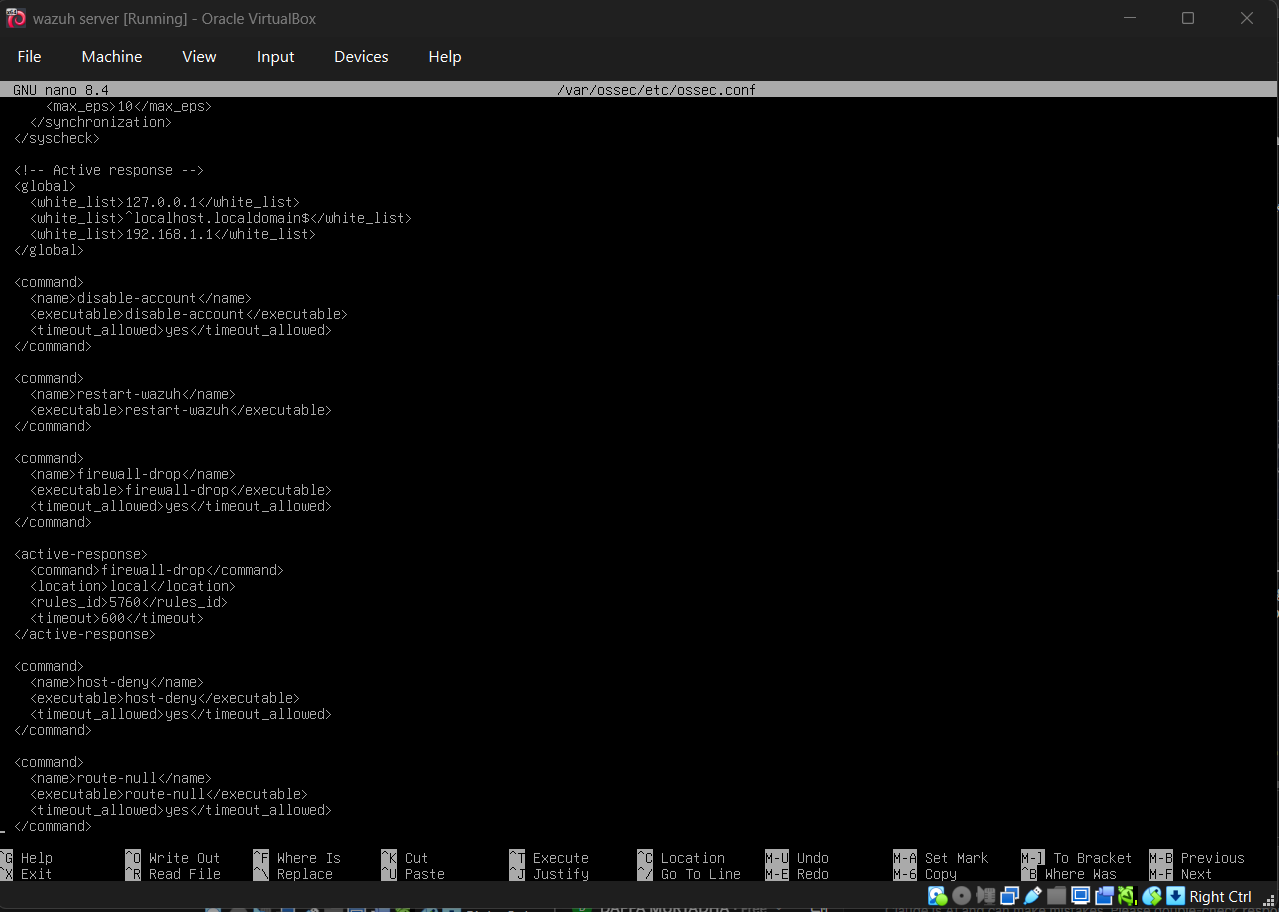 wazuh server [Running] - Oracle VirtualBox
File Machine View Input Devices Help
GNU nano 8.4 /var/ossec/etc/ossec.conf
<max_eps>10</max_eps>
</synchronization>
</syscheck>
<!-- Active response -->
<global>
<white_list>127.0.0.1</white_list>
<white_list>^localhost.localdomain$</white_list>
<white_list>192.168.1.1</white_list>
</global>
<command>
<name>disable-account</name>
<executable>disable-account</executable>
<timeout_allowed>yes</timeout_allowed>
</command>
<command>
<name>restart-wazuh</name>
<executable>restart-wazuh</executable>
</command>
<command>
<name>firewall-drop</name>
<executable>firewall-drop</executable>
<timeout_allowed>yes</timeout_allowed>
</command>
<active-response>
<command>firewall-drop</command>
<location>local</location>
<rules_id>5760</rules_id>
<timeout>600</timeout>
</active-response>
<command>
<name>host-deny</name>
<executable>host-deny</executable>
<timeout_allowed>yes</timeout_allowed>
</command>
<command>
<name>route-null</name>
<executable>route-null</executable>
<timeout_allowed>yes</timeout_allowed>
</command>
^G Help ^O Write Out ^F Where Is ^K Cut ^T Execute ^C Location M-U Undo M-A Set Mark M-] To Bracket M-B Previous
^X Exit ^R Read File ^\ Replace ^U Paste ^J Justify ^/ Go To Line M-E Redo M-6 Copy ^B Where Was M-F Next
Right Ctrl